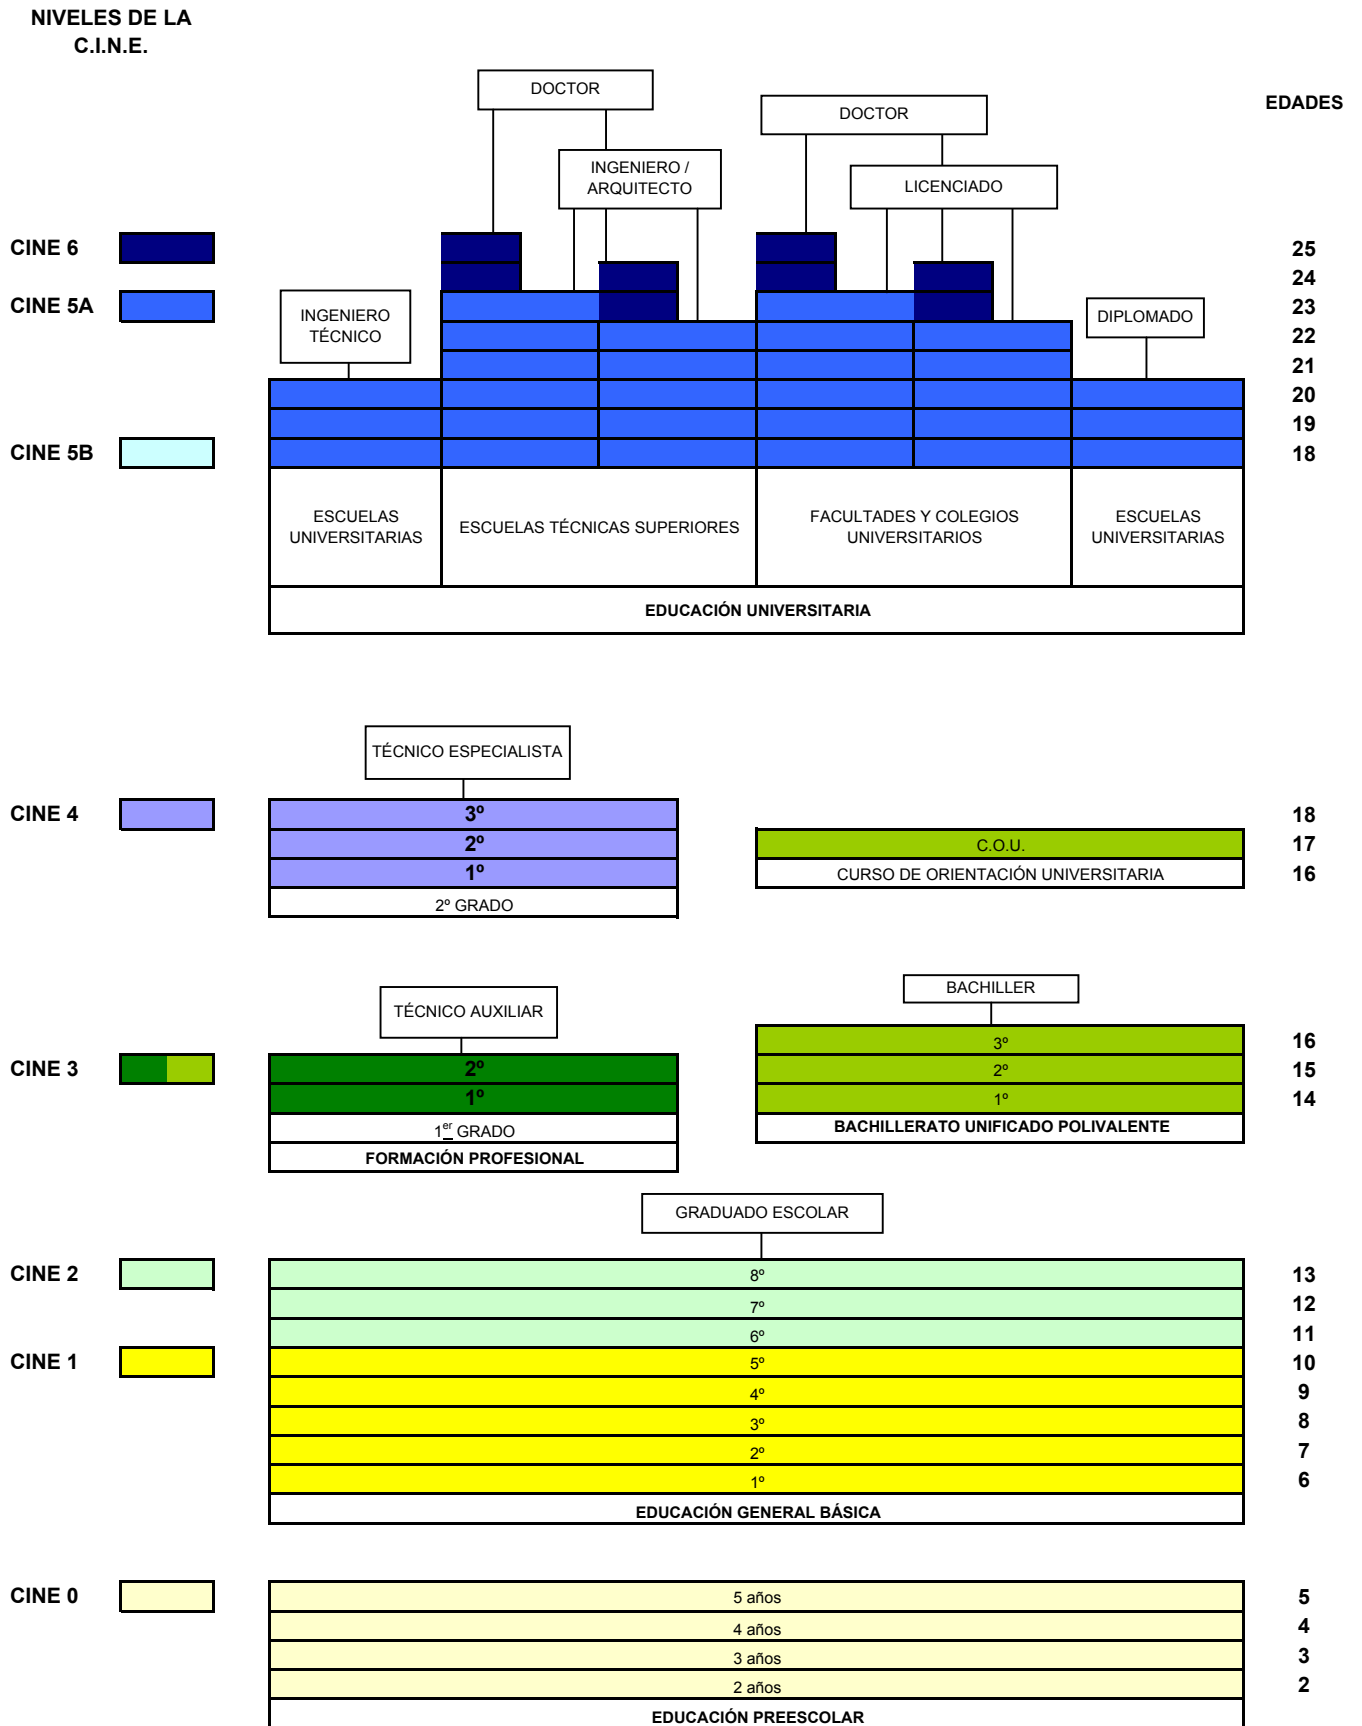 NIVELES DE LA
C.I.N.E.
DOCTOR
DOCTOR
EDADES
INGENIERO /
ARQUITECTO
LICENCIADO
CINE 6
25
24
CINE 5A
INGENIERO
TÉCNICO
DIPLOMADO
23
22
21
20
19
CINE 5B
18
ESCUELAS
UNIVERSITARIAS
ESCUELAS TÉCNICAS SUPERIORES
FACULTADES Y COLEGIOS
UNIVERSITARIOS
ESCUELAS
UNIVERSITARIAS
EDUCACIÓN UNIVERSITARIA
TÉCNICO ESPECIALISTA
CINE 4
3º
18
2º
C.O.U.
17
1º
CURSO DE ORIENTACIÓN UNIVERSITARIA
16
2º GRADO
TÉCNICO AUXILIAR
BACHILLER
3º
16
CINE 3
2º
2º
15
1º
1º
14
1er GRADO
BACHILLERATO UNIFICADO POLIVALENTE
FORMACIÓN PROFESIONAL
GRADUADO ESCOLAR
CINE 2
8º
13
7º
12
6º
11
CINE 1
5º
10
4º
9
3º
8
2º
7
1º
6
EDUCACIÓN GENERAL BÁSICA
CINE 0
5 años
5
4 años
4
3 años
3
2 años
2
EDUCACIÓN PREESCOLAR